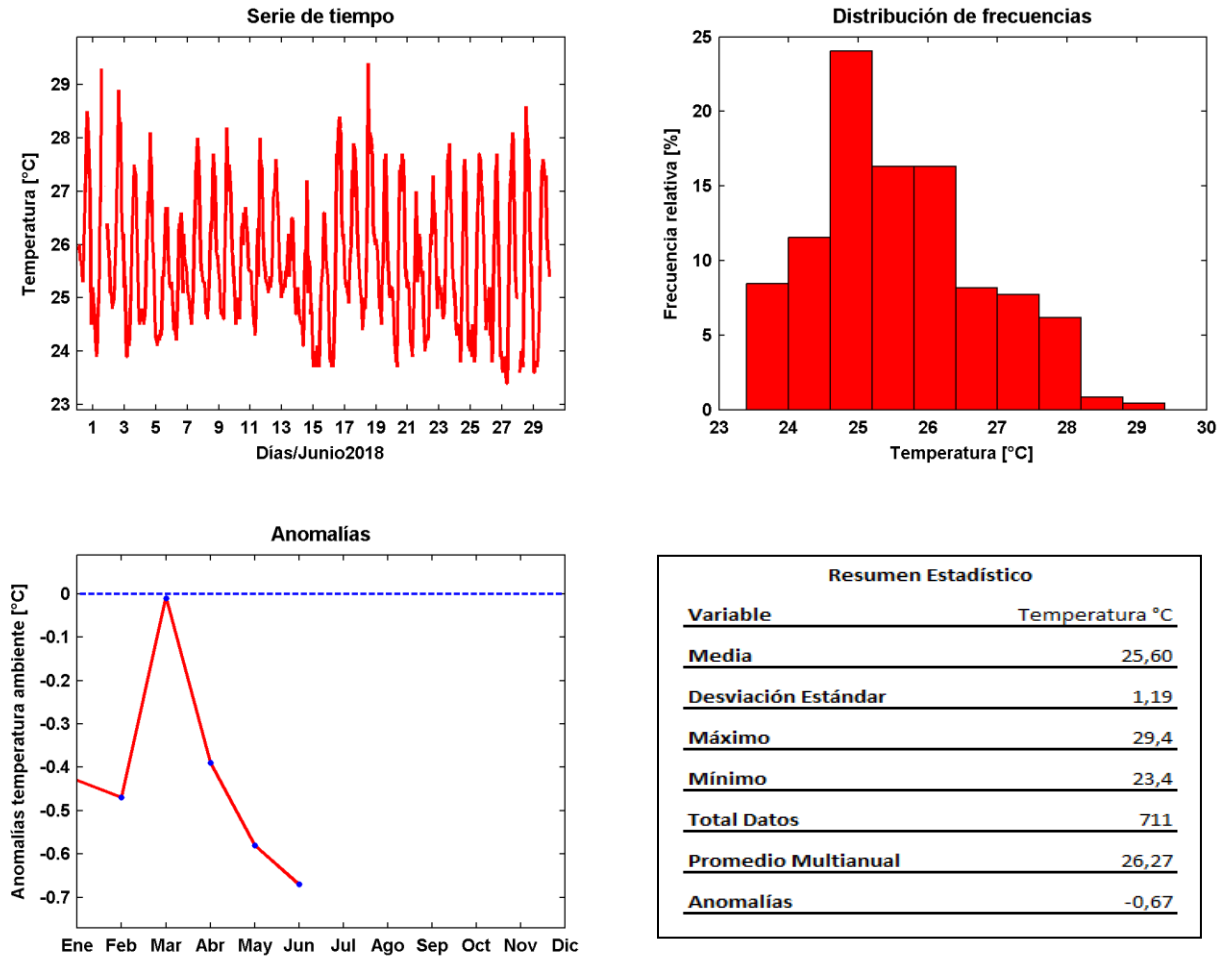 Serie de tiempo
Temperatura [°C]
29
28
27
26
25
24
23
1 3 5 7 9 11 13 15 17 19 21 23 25 27 29
Días/Junio2018
Distribución de frecuencias
Frecuencia relativa [%]
25
20
15
10
5
0
23 24 25 26 27 28 29 30
Temperatura [°C]
Anomalías
Anomalías temperatura ambiente [°C]
0
-0.1
-0.2
-0.3
-0.4
-0.5
-0.6
-0.7
Ene Feb Mar Abr May Jun Jul Ago Sep Oct Nov Dic
Resumen Estadístico
Variable Temperatura °C
Media 25,60
Desviación Estándar 1,19
Máximo 29,4
Mínimo 23,4
Total Datos 711
Promedio Multianual 26,27
Anomalías -0,67